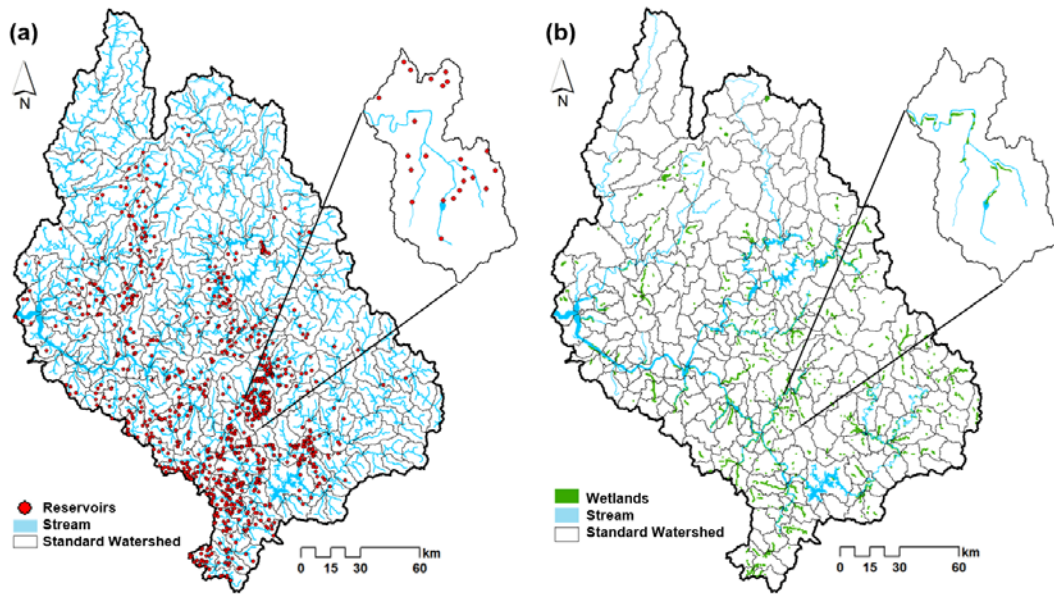 (a)
N
Reservoirs
Stream
Standard Watershed
km
0 15 30 60
(b)
N
Wetlands
Stream
Standard Watershed
km
0 15 30 60